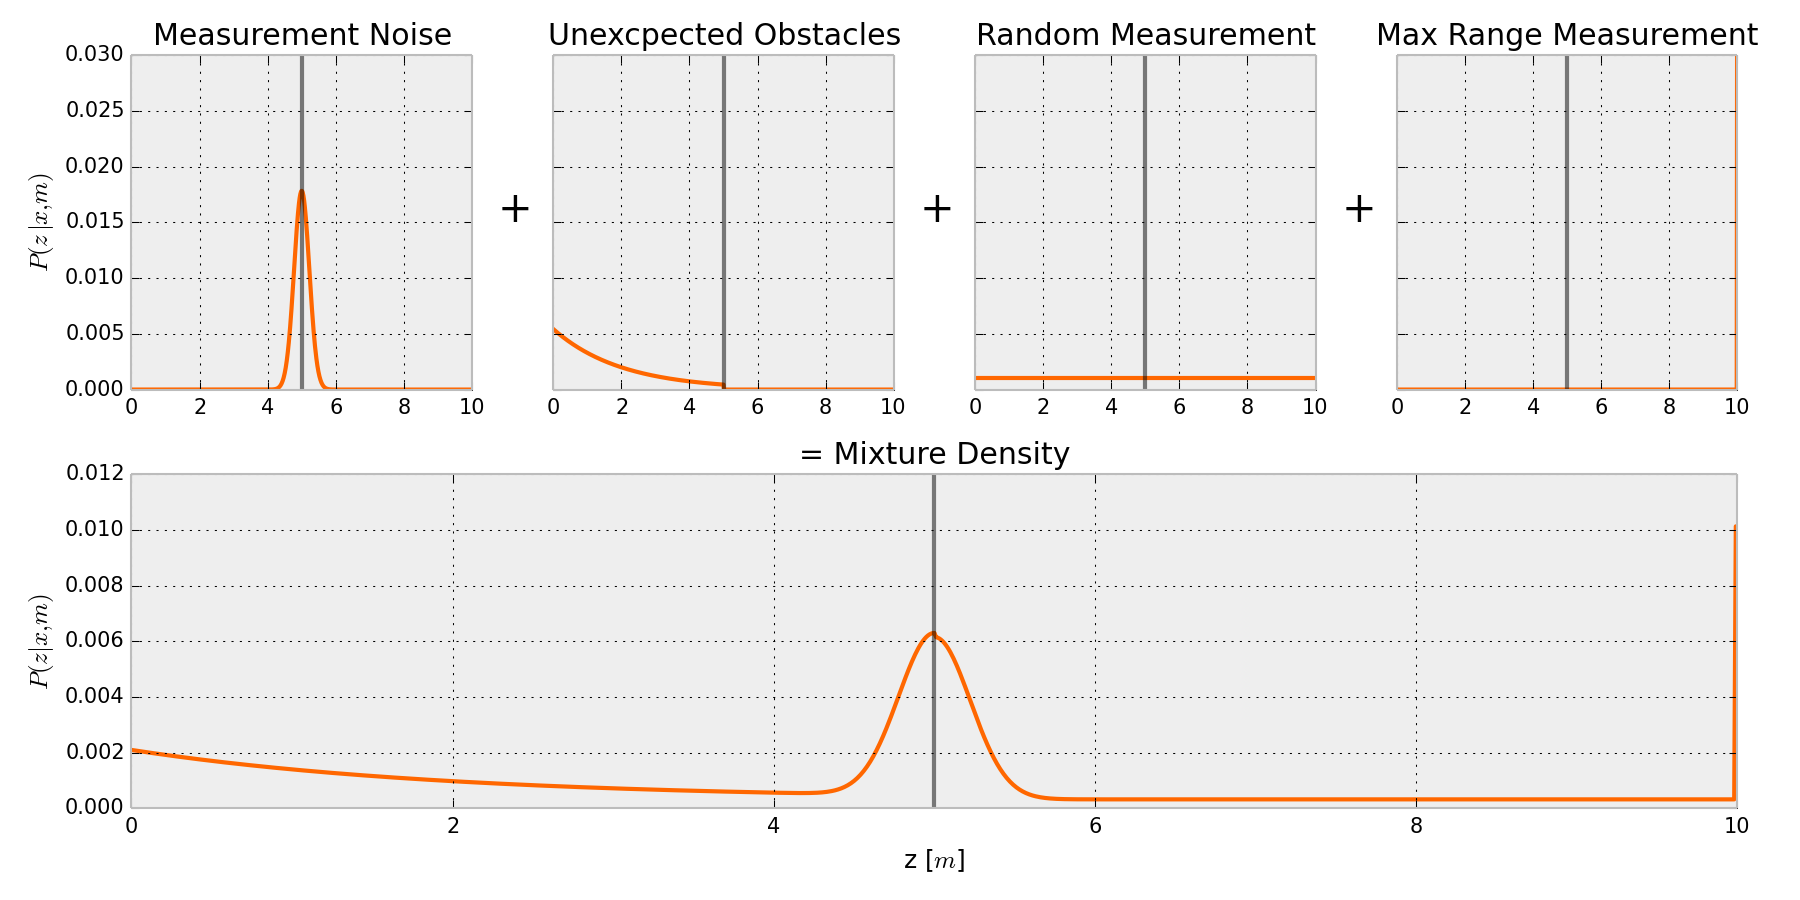 Measurement Noise
Unexcpected Obstacles
Random Measurement
Max Range Measurement
0.030
0.025
0.020
0.015
0.010
0.005
0.000
P(z|x,m)
+
+
+
0 2 4 6 8 10
0 2 4 6 8 10
0 2 4 6 8 10
0 2 4 6 8 10
= Mixture Density
0.012
0.010
0.008
0.006
0.004
0.002
0.000
P(z|x,m)
0 2 4 6 8 10
z [m]